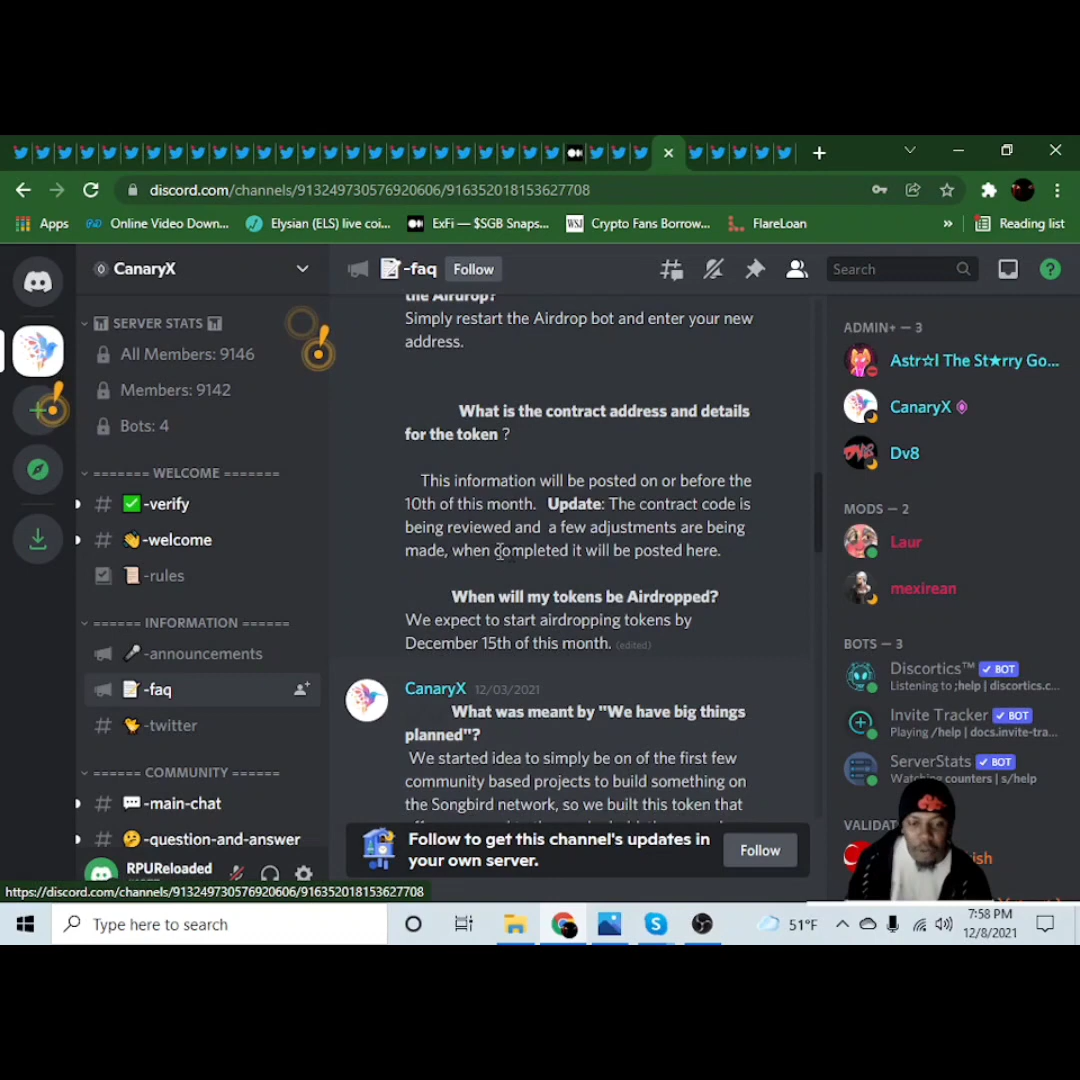 discord.com/channels/913249730576920606/916352018153627708
Apps
Online Video Down...
Elysian (ELS) live coi...
ExFi — $SGB Snaps...
WSJ
Crypto Fans Borrow...
FlareLoan
»
Reading list
CanaryX
-faq
Follow
Search
SERVER STATS
All Members: 9146
Members: 9142
Bots: 4
======= WELCOME =======
-verify
-welcome
-rules
====== INFORMATION ======
-announcements
-faq
-twitter
====== COMMUNITY ======
-main-chat
-question-and-answer
RPUReloaded
the Airdrop?
Simply restart the Airdrop bot and enter your new
address.
What is the contract address and details
for the token ?
This information will be posted on or before the
10th of this month. Update: The contract code is
being reviewed and a few adjustments are being
made, when completed it will be posted here.
When will my tokens be Airdropped?
We expect to start airdropping tokens by
December 15th of this month. (edited)
CanaryX 12/03/2021
What was meant by "We have big things
planned"?
We started idea to simply be on of the first few
community based projects to build something on
the Songbird network, so we built this token that
Follow to get this channel's updates in
your own server.
Follow
ADMIN+ — 3
Astr☆l The St★rry Go...
CanaryX
Dv8
MODS — 2
Laur
mexirean
BOTS — 3
Discortics™ ✓ BOT
Listening to ;help | discortics.c...
Invite Tracker ✓ BOT
Playing /help | docs.invite-tra...
ServerStats ✓ BOT
Watching counters | s/help
VALIDAT
https://discord.com/channels/913249730576920606/916352018153627708
Type here to search
51°F
7:58 PM
12/8/2021